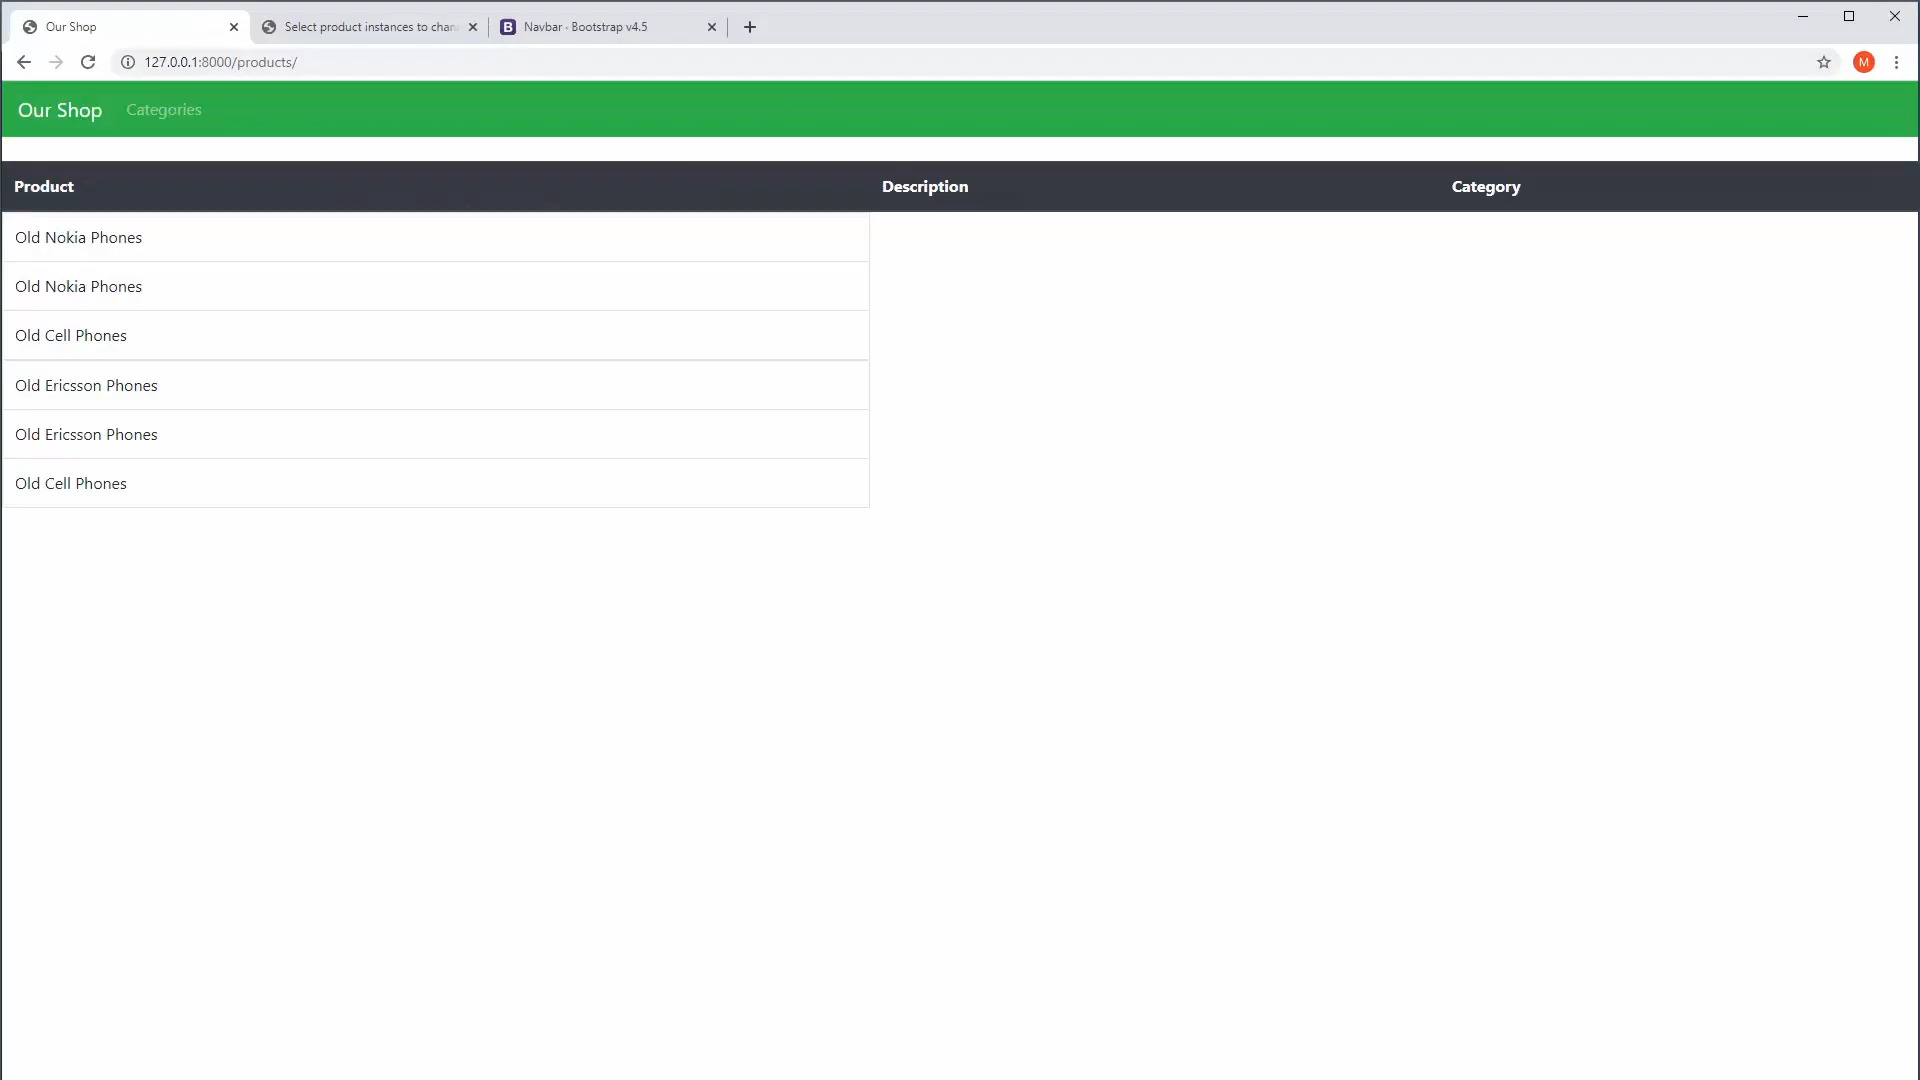 Our Shop
Select product instances to chan
B Navbar - Bootstrap v4.5
127.0.0.1:8000/products/
M
Our Shop Categories
Product Description Category
Old Nokia Phones
Old Nokia Phones
Old Cell Phones
Old Ericsson Phones
Old Ericsson Phones
Old Cell Phones